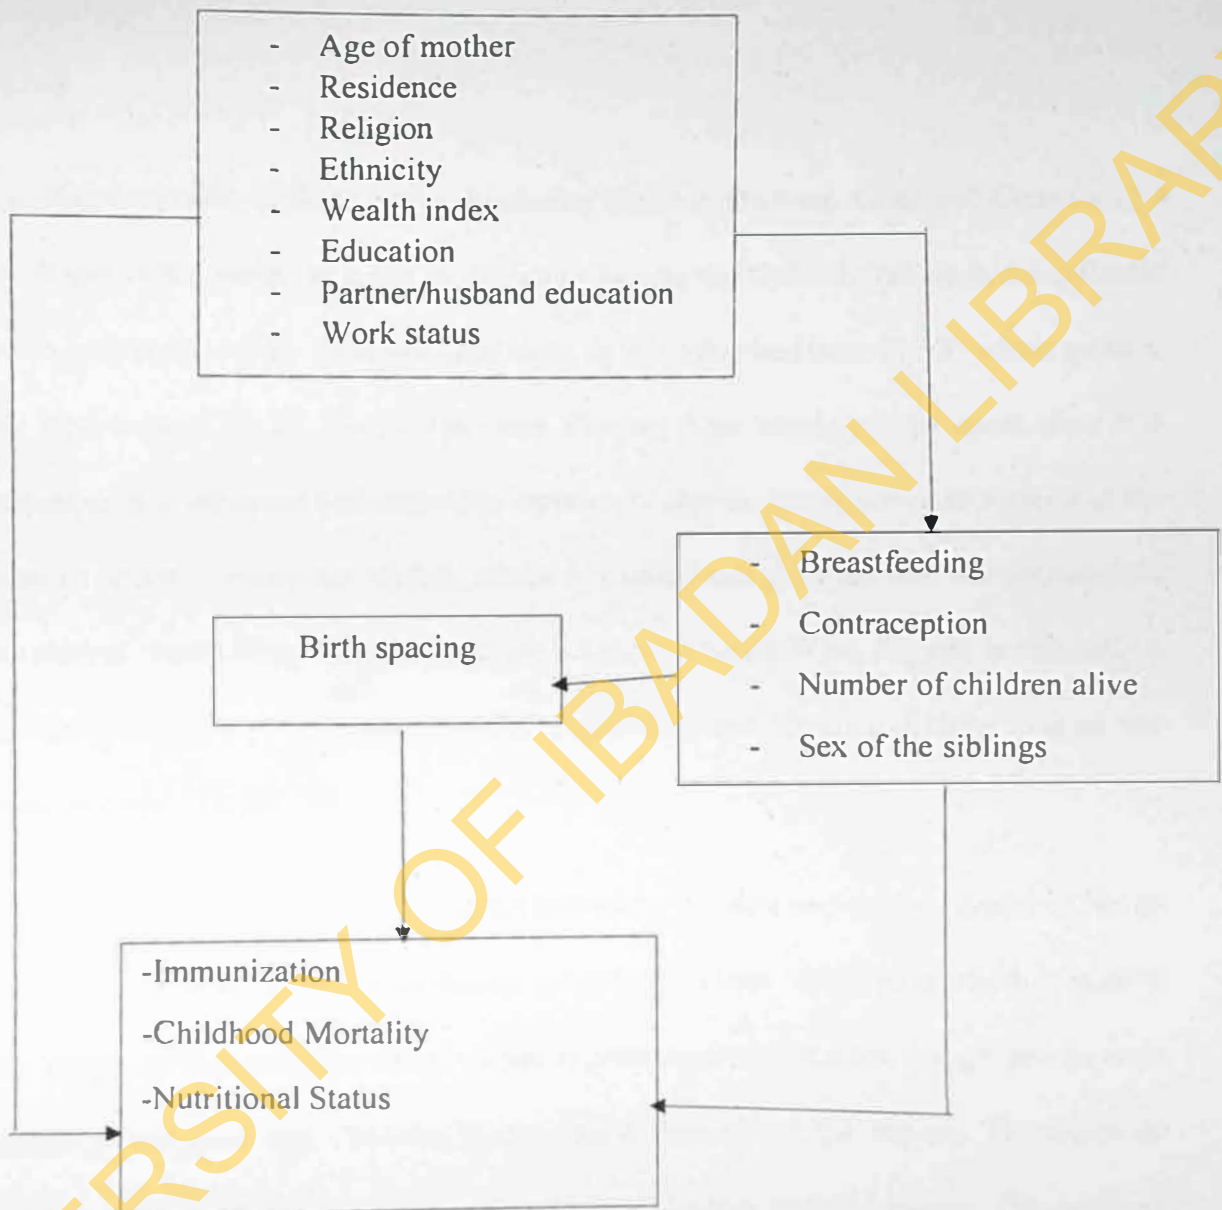 - Age of mother
- Residence
- Religion
- Ethnicity
- Wealth index
- Education
- Partner/husband education
- Work status
- Breastfeeding
- Contraception
- Number of children alive
- Sex of the siblings
Birth spacing
-Immunization
-Childhood Mortality
-Nutritional Status
UNIVERSITY OF IBADAN LIBRARY